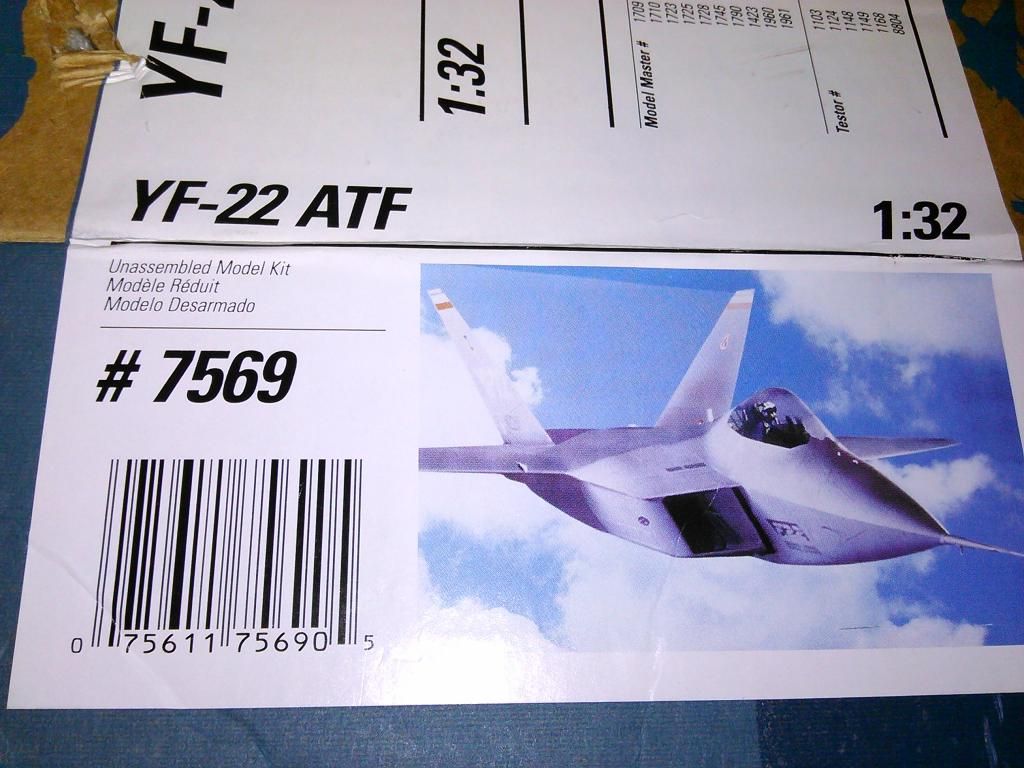 YF-
1:32
Model Master #
1709
1710
1723
1725
1728
1745
1790
1423
1960
1961
Testor #
1103
1124
1148
1149
1168
8804
YF-22 ATF
1:32
Unassembled Model Kit
Modèle Réduit
Modelo Desarmado
# 7569
0 75611 75690 5